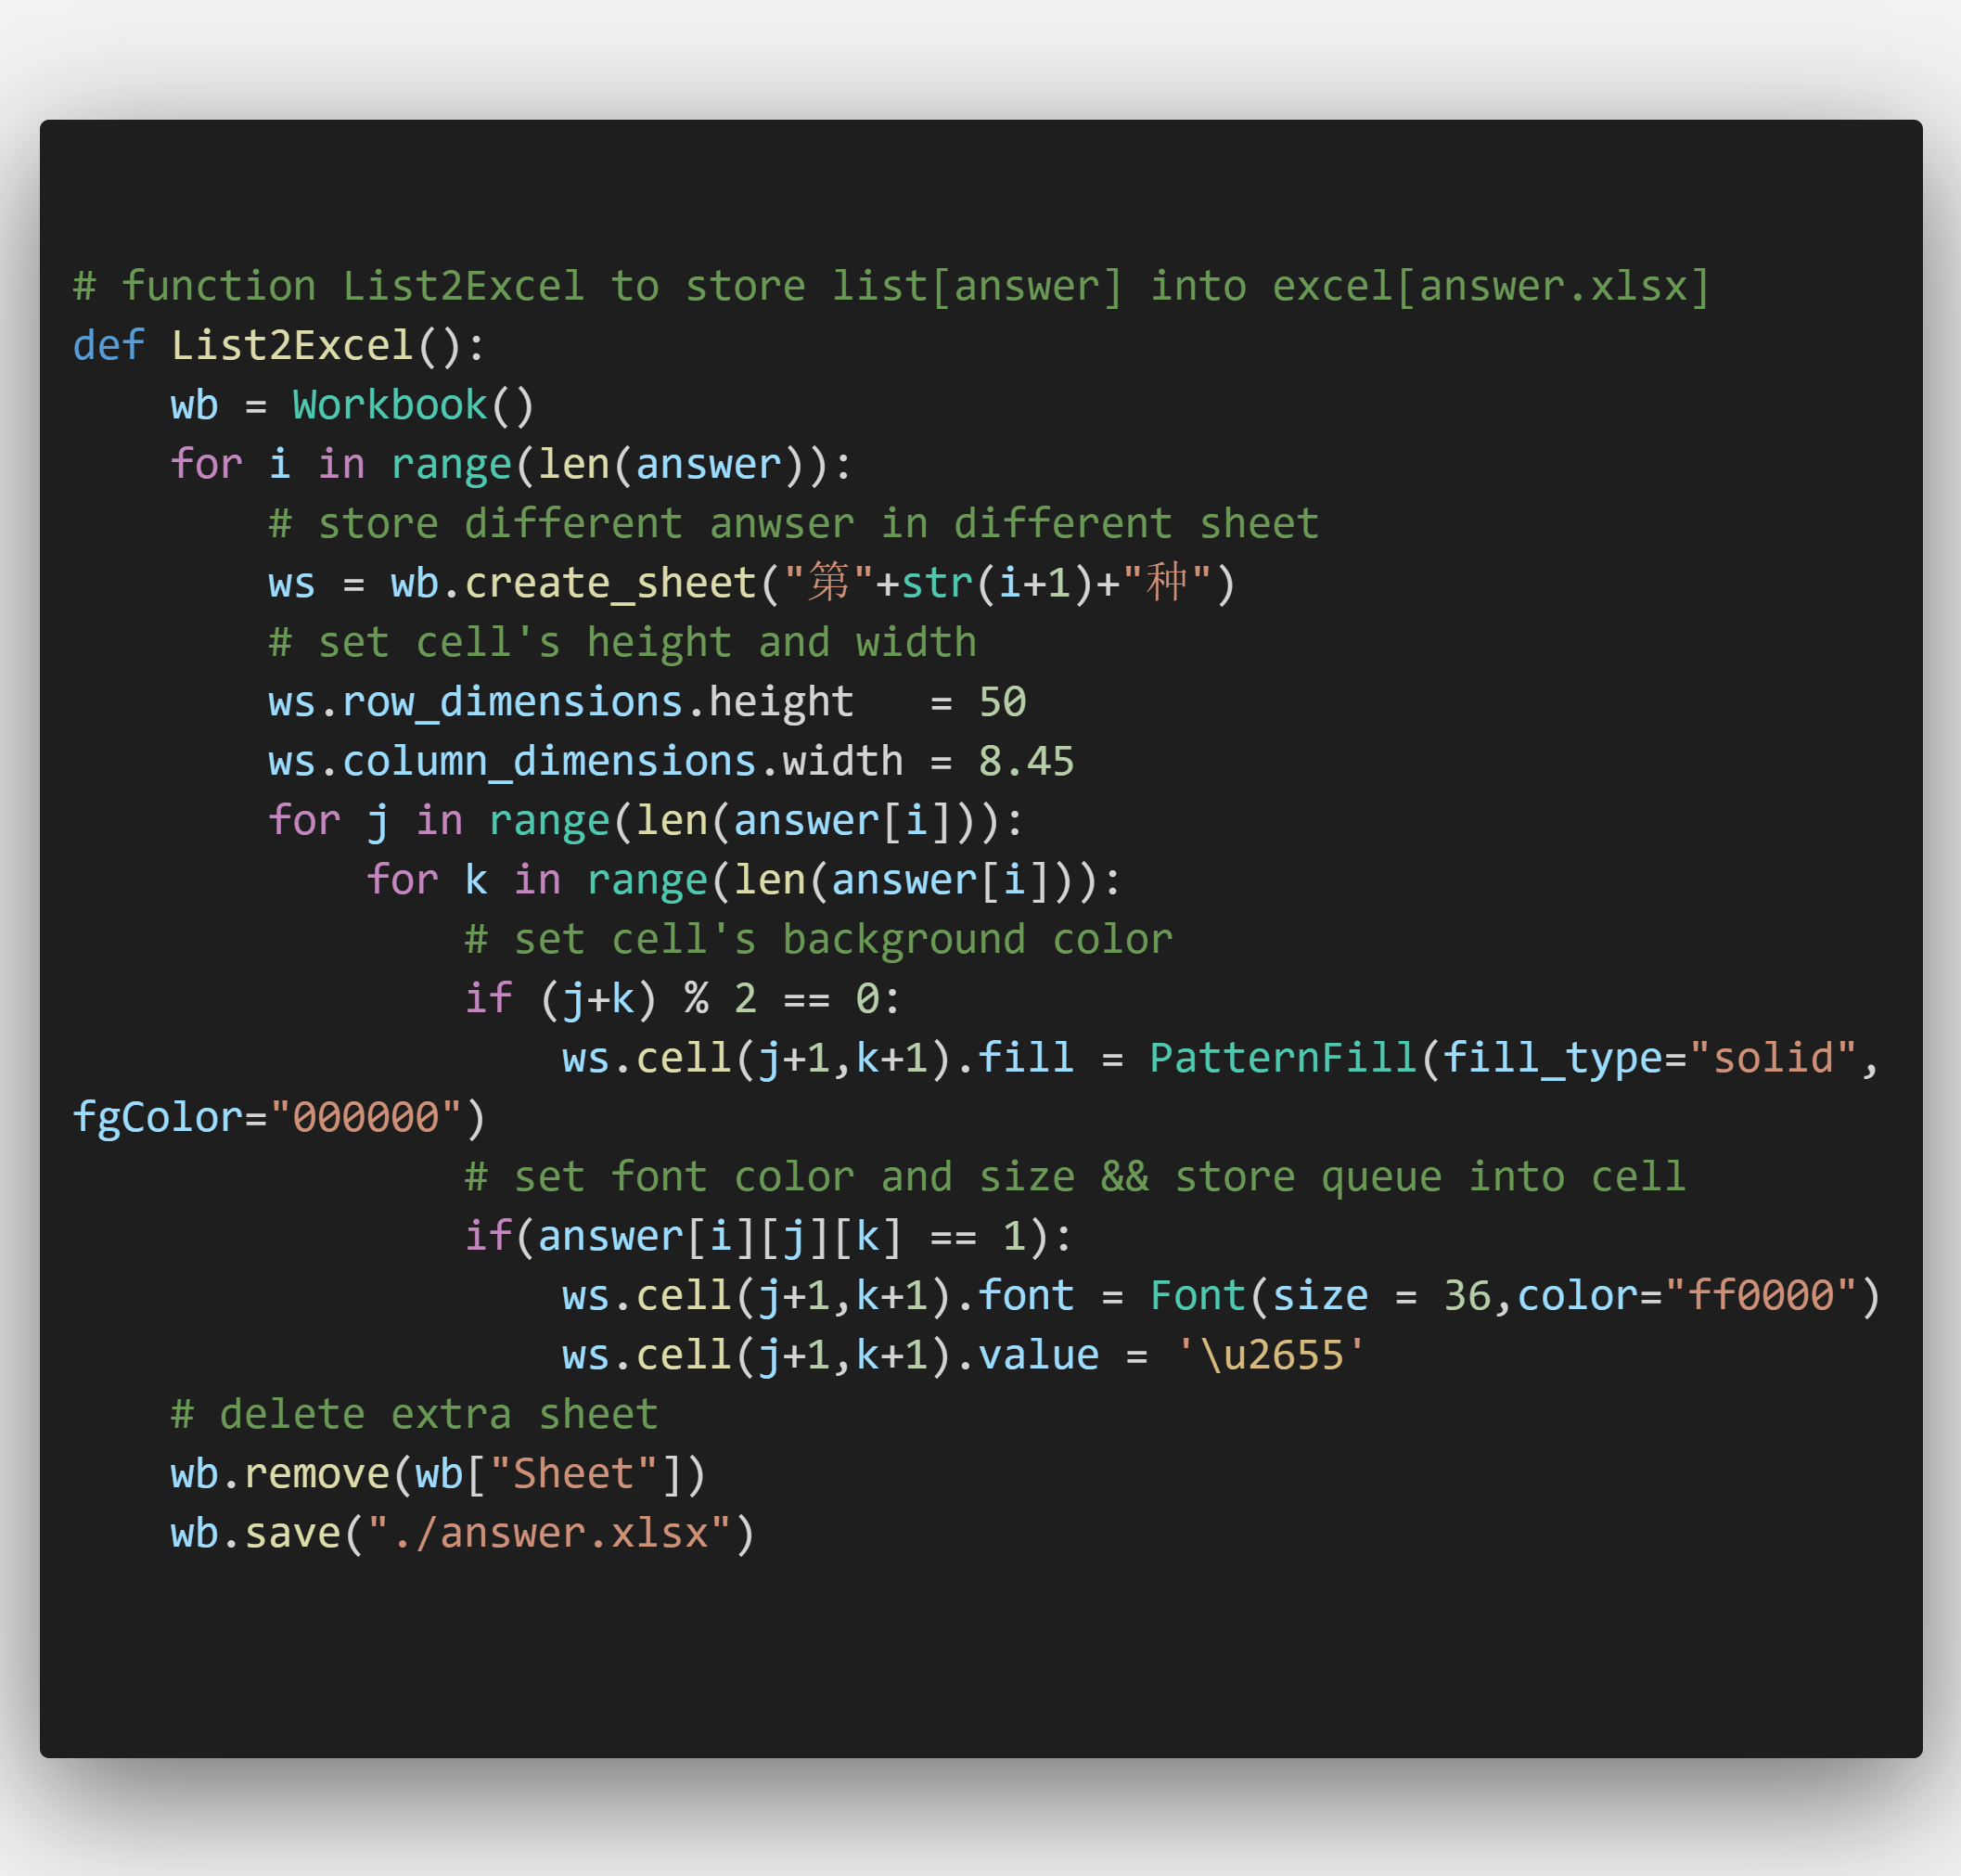 # function List2Excel to store list[answer] into excel[answer.xlsx]
def List2Excel():
    wb = Workbook()
    for i in range(len(answer)):
        # store different anwser in different sheet
        ws = wb.create_sheet("第"+str(i+1)+"种")
        # set cell's height and width
        ws.row_dimensions.height   = 50
        ws.column_dimensions.width = 8.45
        for j in range(len(answer[i])):
            for k in range(len(answer[i])):
                # set cell's background color
                if (j+k) % 2 == 0:
                    ws.cell(j+1,k+1).fill = PatternFill(fill_type="solid",
fgColor="000000")
                # set font color and size && store queue into cell
                if(answer[i][j][k] == 1):
                    ws.cell(j+1,k+1).font = Font(size = 36,color="ff0000")
                    ws.cell(j+1,k+1).value = '\u2655'
    # delete extra sheet
    wb.remove(wb["Sheet"])
    wb.save("./answer.xlsx")